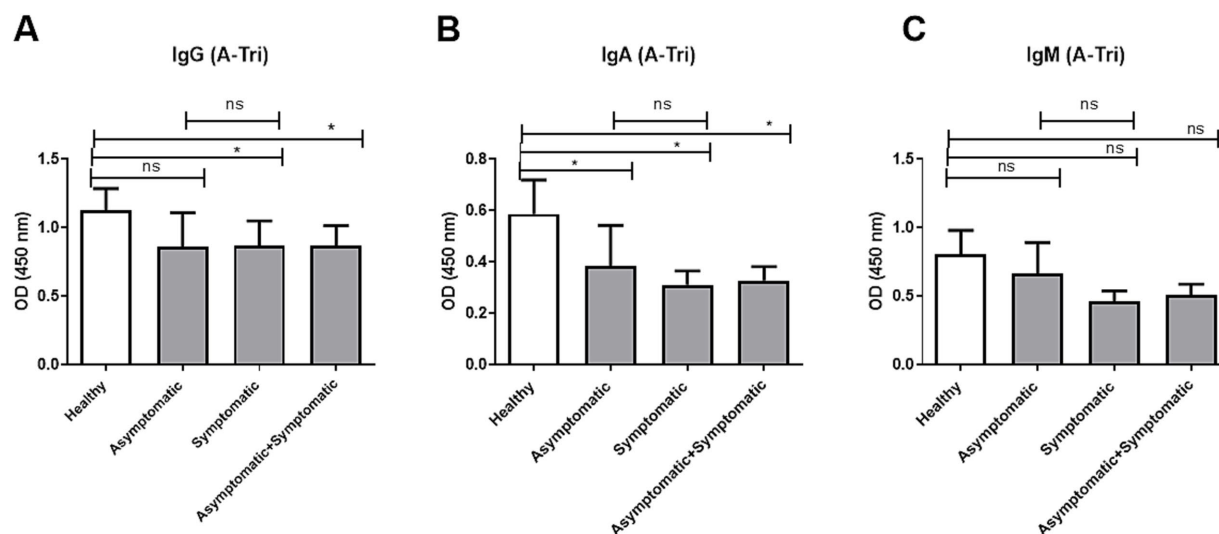 A
IgG (A-Tri)
ns
*
*
ns
1.5
1.0
0.5
0.0
OD (450 nm)
Healthy
Asymptomatic
Symptomatic
Asymptomatic+Symptomatic
B
IgA (A-Tri)
ns
*
*
*
0.8
0.6
0.4
0.2
0.0
OD (450 nm)
Healthy
Asymptomatic
Symptomatic
Asymptomatic+Symptomatic
C
IgM (A-Tri)
ns
ns
ns
ns
1.5
1.0
0.5
0.0
OD (450 nm)
Healthy
Asymptomatic
Symptomatic
Asymptomatic+Symptomatic